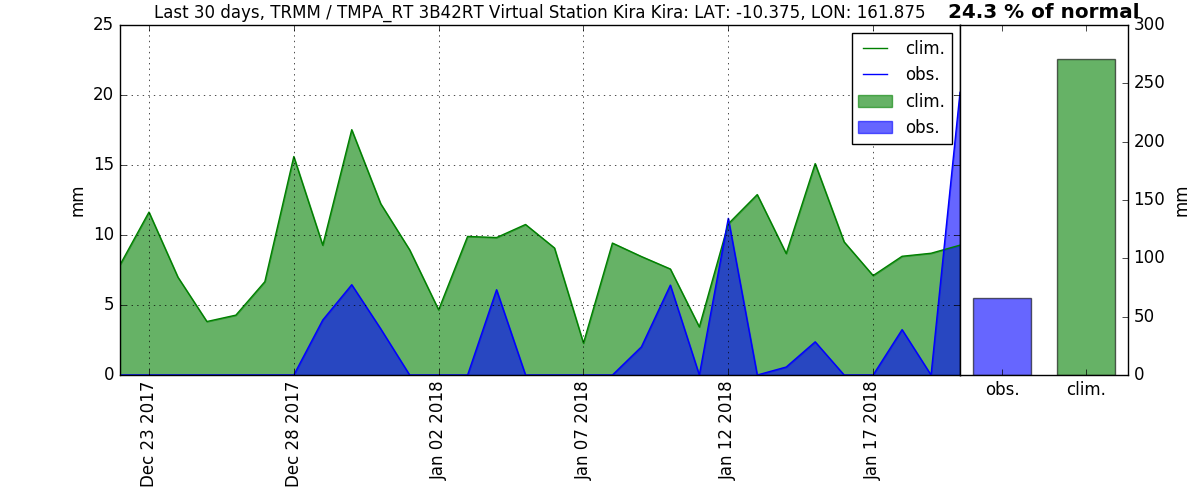 Last 30 days, TRMM / TMPA_RT 3B42RT Virtual Station Kira Kira: LAT: -10.375, LON: 161.875
24.3 % of normal
25
20
15
10
5
0
mm
clim.
obs.
clim.
obs.
300
250
200
150
100
50
0
mm
obs.
clim.
Dec 23 2017
Dec 28 2017
Jan 02 2018
Jan 07 2018
Jan 12 2018
Jan 17 2018